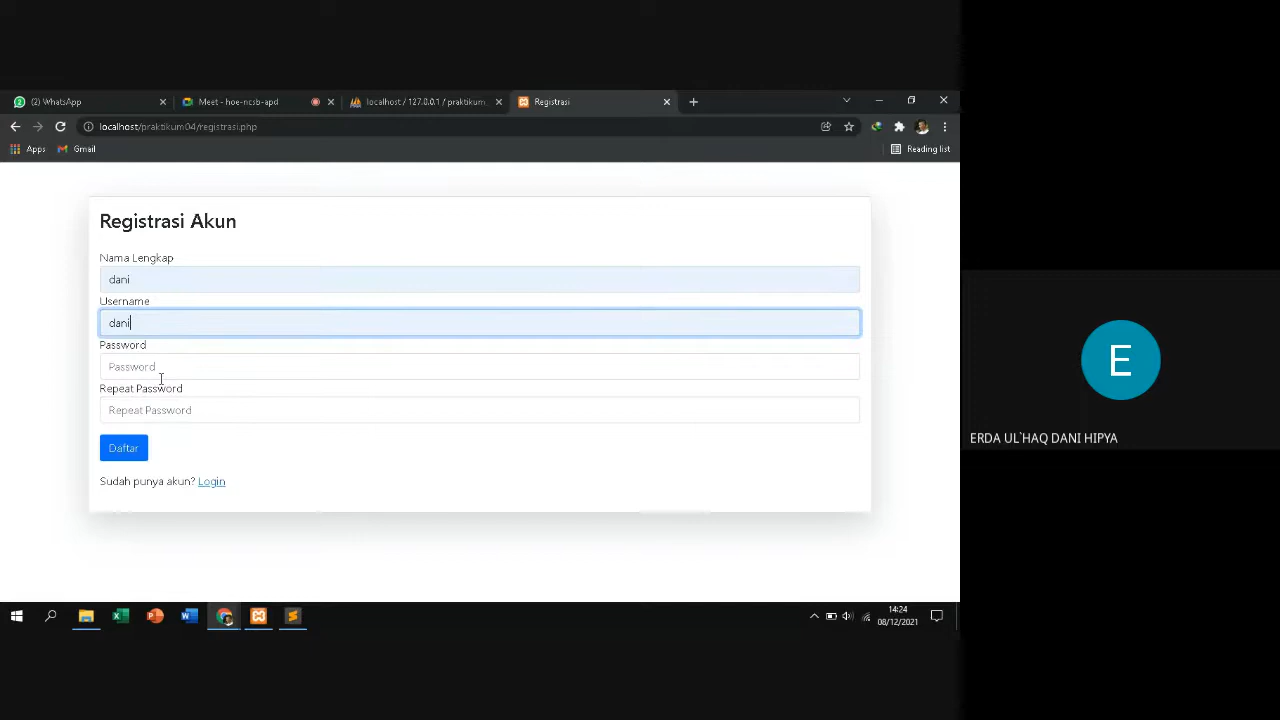 (2) WhatsApp
Meet - hoe-ncsb-apd
localhost / 127.0.0.1 / praktikum
Registrasi
localhost/praktikum04/registrasi.php
Apps
Gmail
Reading list
Registrasi Akun
Nama Lengkap
dani
Username
dani
Password
Password
Repeat Password
Repeat Password
Daftar
Sudah punya akun? Login
E
ERDA UL`HAQ DANI HIPYA
14:24
08/12/2021